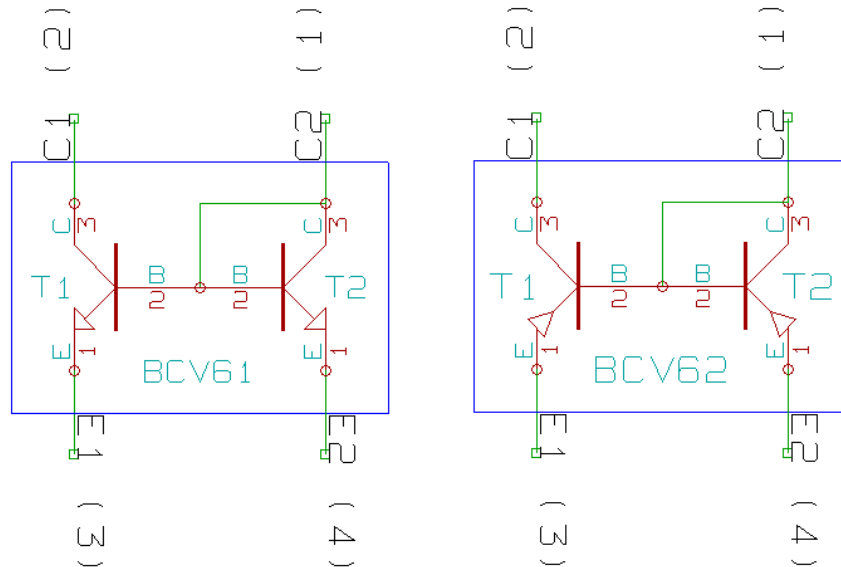 (2) (1) (2) (1)
C1 C2 C1 C2
C 3 C 3 C 3 C 3
T1 B B T2 T1 B B T2
2 2 2 2
E 1 E 1 E 1 E 1
BCV61 BCV62
E1 E2 E1 E2
(3) (4) (3) (4)